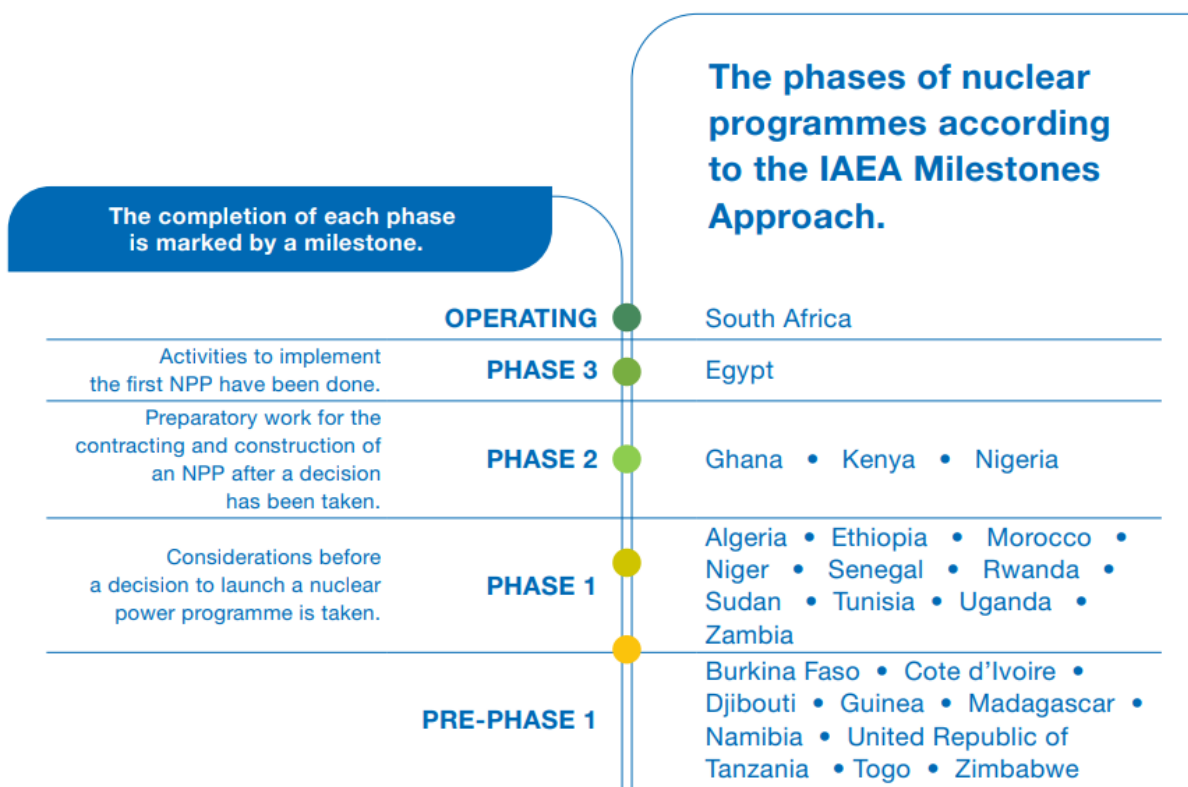 The phases of nuclear
programmes according
to the IAEA Milestones
Approach.
The completion of each phase
is marked by a milestone.
OPERATING
South Africa
Activities to implement
the first NPP have been done.
PHASE 3
Egypt
Preparatory work for the
contracting and construction of
an NPP after a decision
has been taken.
PHASE 2
Ghana • Kenya • Nigeria
Considerations before
a decision to launch a nuclear
power programme is taken.
PHASE 1
Algeria • Ethiopia • Morocco •
Niger • Senegal • Rwanda •
Sudan • Tunisia • Uganda •
Zambia
PRE-PHASE 1
Burkina Faso • Cote d’Ivoire •
Djibouti • Guinea • Madagascar •
Namibia • United Republic of
Tanzania • Togo • Zimbabwe